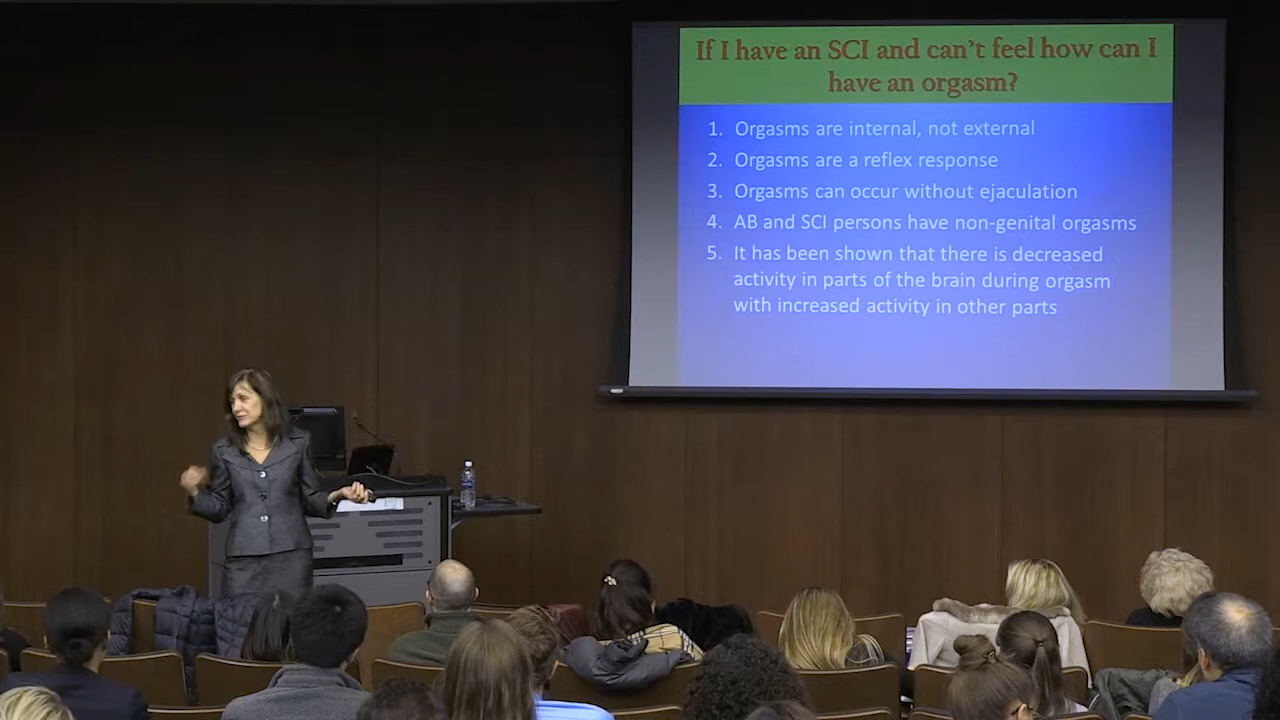 If I have an SCI and can't feel how can I
have an orgasm?
1. Orgasms are internal, not external
2. Orgasms are a reflex response
3. Orgasms can occur without ejaculation
4. AB and SCI persons have non-genital orgasms
5. It has been shown that there is decreased
activity in parts of the brain during orgasm
with increased activity in other parts